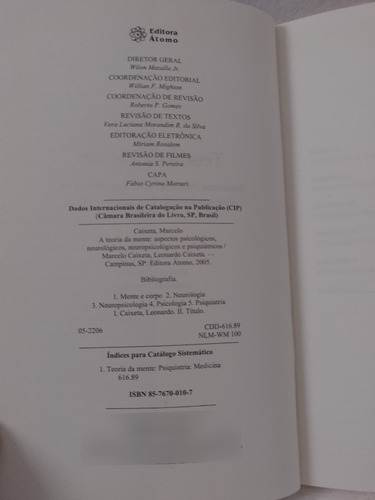 Editora
Átomo
DIRETOR GERAL
Wilon Mazalla Jr.
COORDENAÇÃO EDITORIAL
Willian F. Mighton
COORDENAÇÃO DE REVISÃO
Roberto P. Gomes
REVISÃO DE TEXTOS
Vera Luciana Morandim R. da Silva
EDITORAÇÃO ELETRÔNICA
Miriam Rosalem
REVISÃO DE FILMES
Antonia S. Pereira
CAPA
Fábio Cyrino Mortari
Dados Internacionais de Catalogação na Publicação (CIP)
(Câmara Brasileira do Livro, SP, Brasil)
Caixeta, Marcelo
A teoria da mente: aspectos psicológicos,
neurológicos, neuropsicológicos e psiquiátricos /
Marcelo Caixeta, Leonardo Caixeta. --
Campinas, SP: Editora Átomo, 2005.
Bibliografia.
1. Mente e corpo 2. Neurologia
3. Neuropsicologia 4. Psicologia 5. Psiquiatria
I. Caixeta, Leonardo. II. Título.
05-2206 CDD-616.89
NLM-WM 100
Índices para Catálogo Sistemático
1. Teoria da mente: Psiquiatria: Medicina
616.89
ISBN 85-7670-010-7